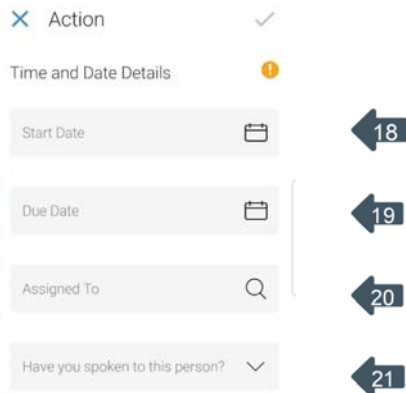 Action
Time and Date Details
Start Date
18
Due Date
19
Assigned To
20
Have you spoken to this person?
21